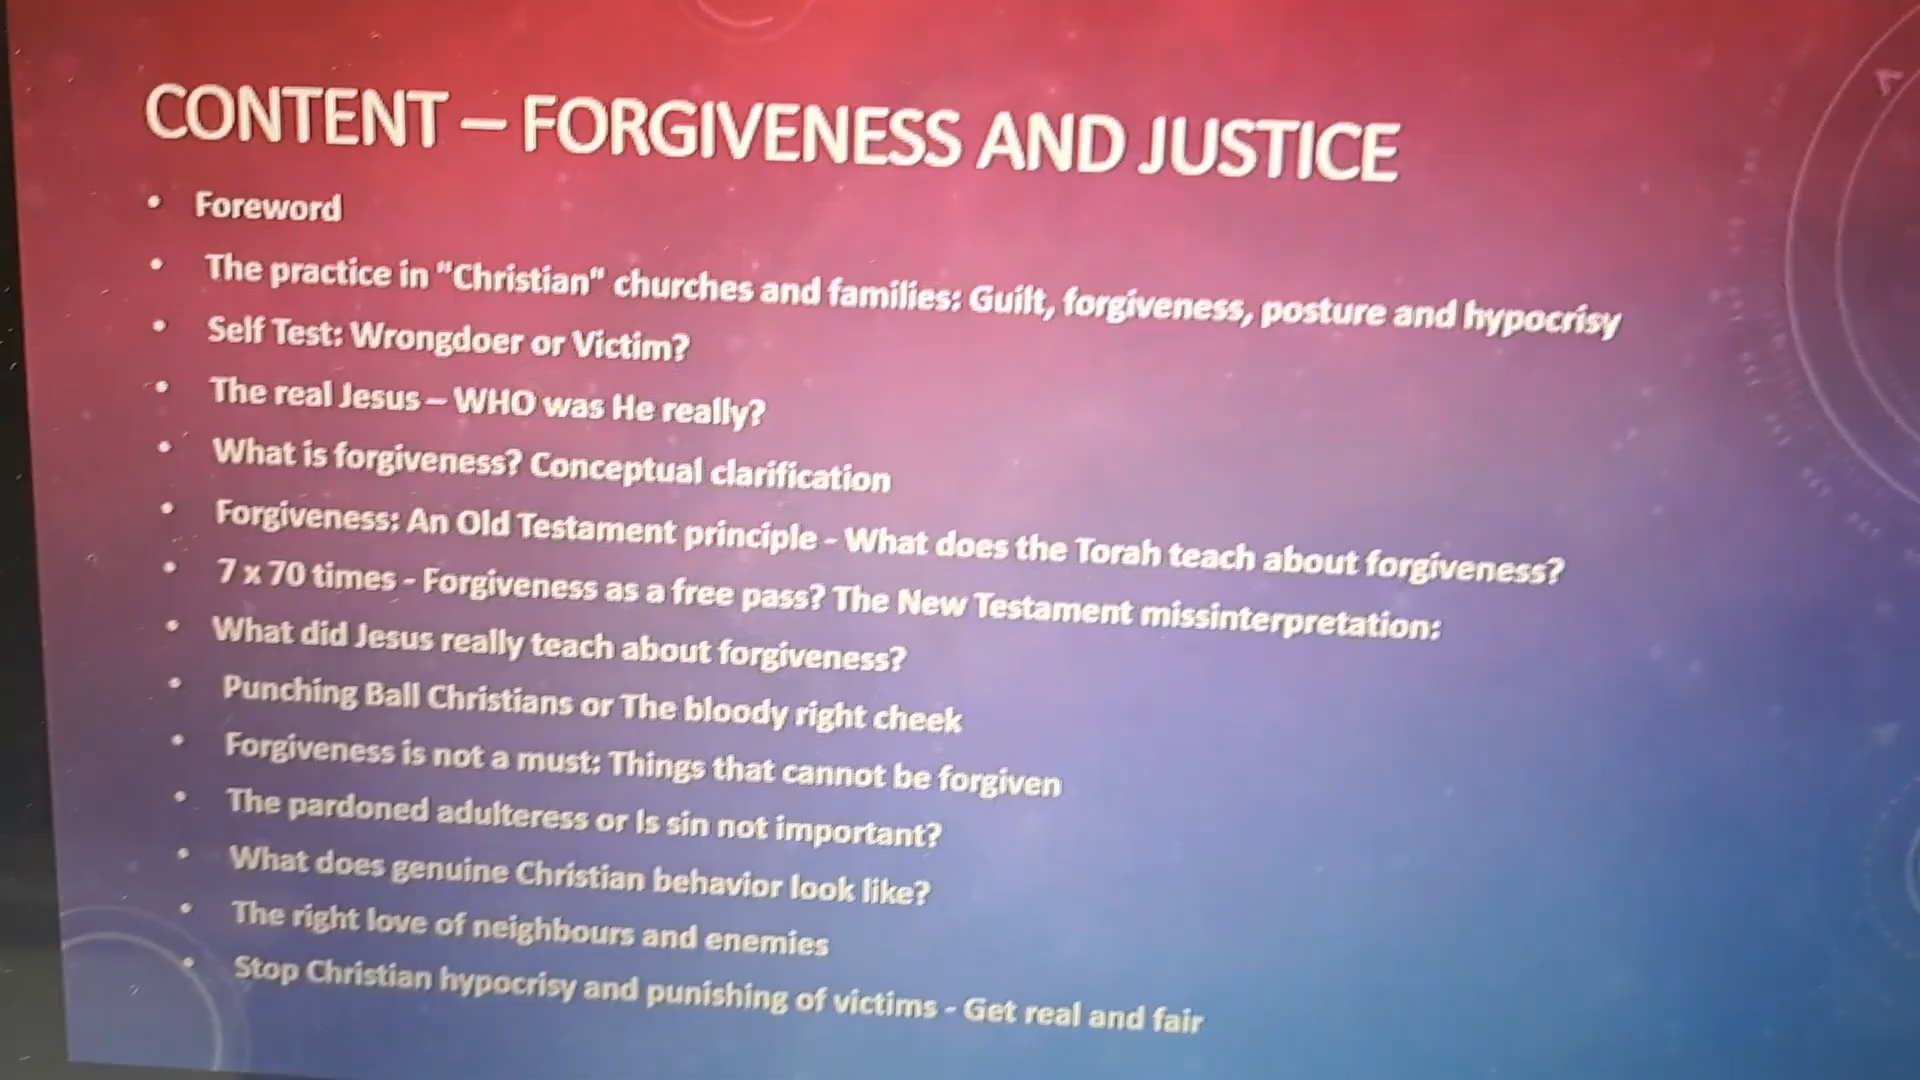 CONTENT – FORGIVENESS AND JUSTICE
• Foreword
• The practice in "Christian" churches and families: Guilt, forgiveness, posture and hypocrisy
• Self Test: Wrongdoer or Victim?
• The real Jesus – WHO was He really?
• What is forgiveness? Conceptual clarification
• Forgiveness: An Old Testament principle - What does the Torah teach about forgiveness?
• 7 x 70 times - Forgiveness as a free pass? The New Testament missinterpretation:
• What did Jesus really teach about forgiveness?
• Punching Ball Christians or The bloody right cheek
• Forgiveness is not a must: Things that cannot be forgiven
• The pardoned adulteress or Is sin not important?
• What does genuine Christian behavior look like?
• The right love of neighbours and enemies
• Stop Christian hypocrisy and punishing of victims - Get real and fair